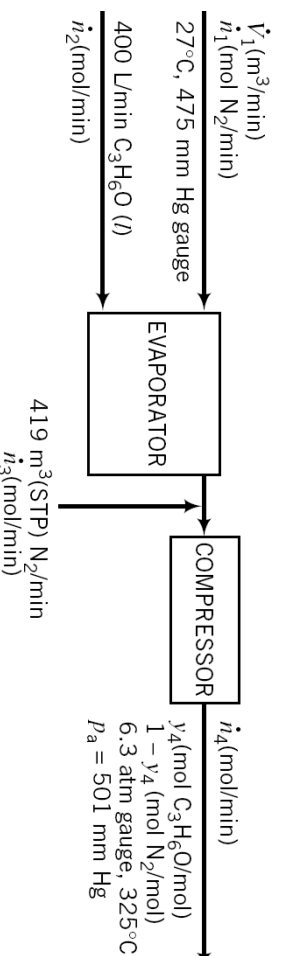 V̇₁(m³/min)
ṅ₁(mol N₂/min)
27°C, 475 mm Hg gauge
400 L/min C₃H₆O (l)
ṅ₂(mol/min)
EVAPORATOR
419 m³(STP) N₂/min
ṅ₃(mol/min)
COMPRESSOR
ṅ₄(mol/min)
y₄(mol C₃H₆O/mol)
1 − y₄ (mol N₂/mol)
6.3 atm gauge, 325°C
pₐ = 501 mm Hg